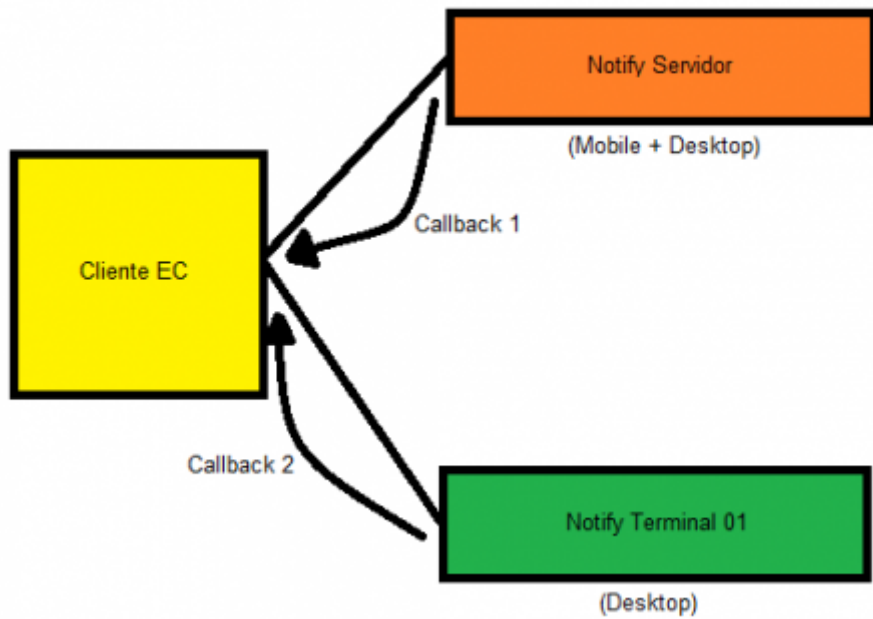 Notify Servidor
(Mobile + Desktop)
Callback 1
Cliente EC
Callback 2
Notify Terminal 01
(Desktop)